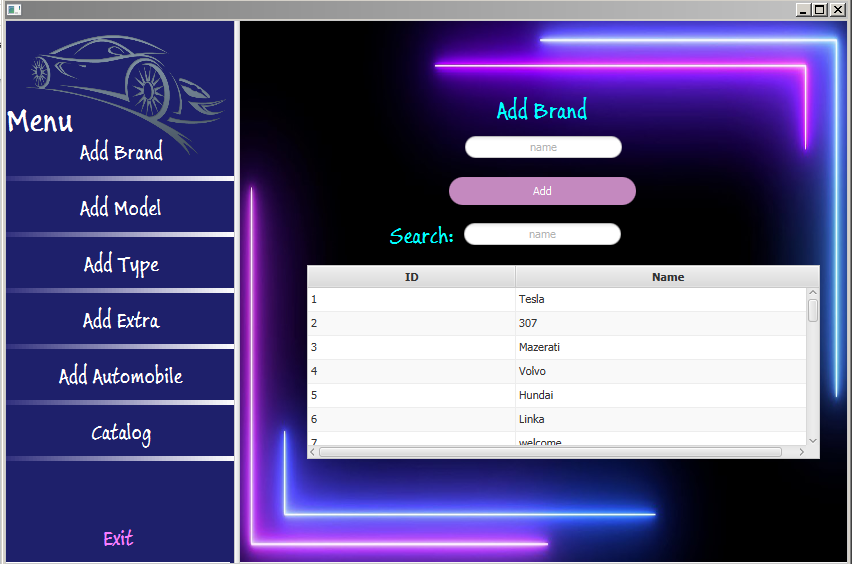 Menu
Add Brand
Add Model
Add Type
Add Extra
Add Automobile
Catalog
Exit
Add Brand
name
Add
Search: name
ID Name
1 Tesla
2 307
3 Mazerati
4 Volvo
5 Hundai
6 Linka
7 welcome